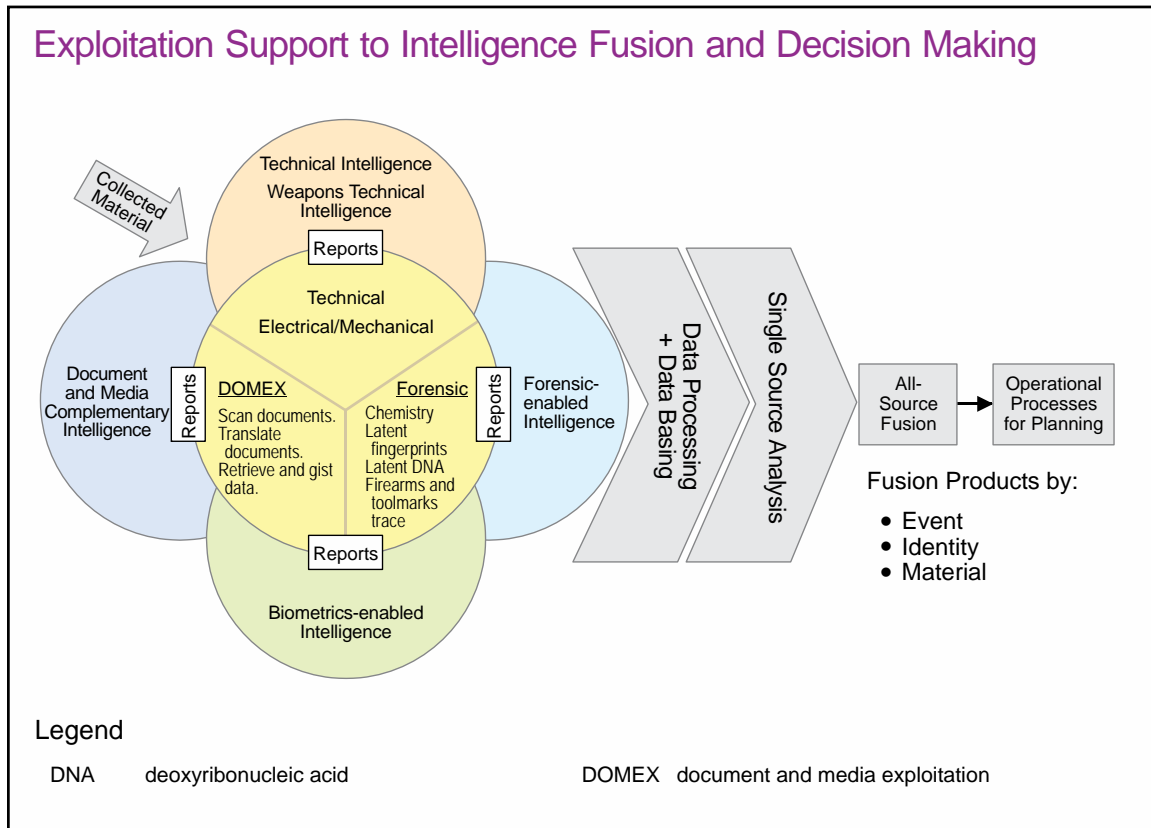 Exploitation Support to Intelligence Fusion and Decision Making
Collected
Material
Technical Intelligence
Weapons Technical
Intelligence
Reports
Technical
Electrical/Mechanical
Document
and Media
Complementary
Intelligence
Reports
DOMEX
Scan documents.
Translate
documents.
Retrieve and gist
data.
Forensic
Chemistry
Latent
fingerprints
Latent DNA
Firearms and
toolmarks
trace
Reports
Forensic-
enabled
Intelligence
Reports
Biometrics-enabled
Intelligence
Data Processing
+ Data Basing
Single Source Analysis
All-
Source
Fusion
Operational
Processes
for Planning
Fusion Products by:
• Event
• Identity
• Material
Legend
DNA deoxyribonucleic acid
DOMEX document and media exploitation